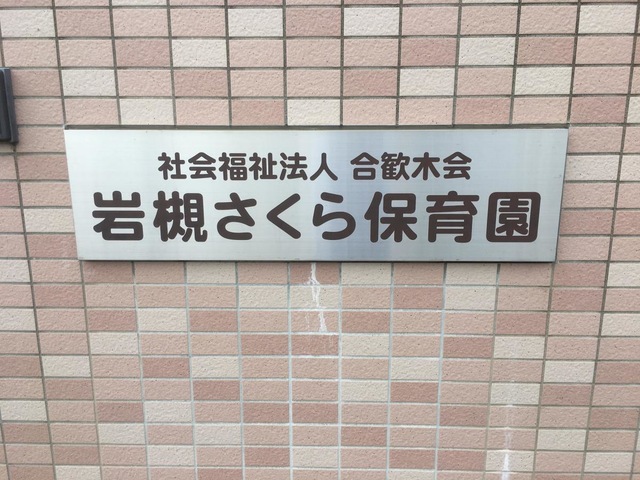 社会福祉法人 合歓木会
岩槻さくら保育園